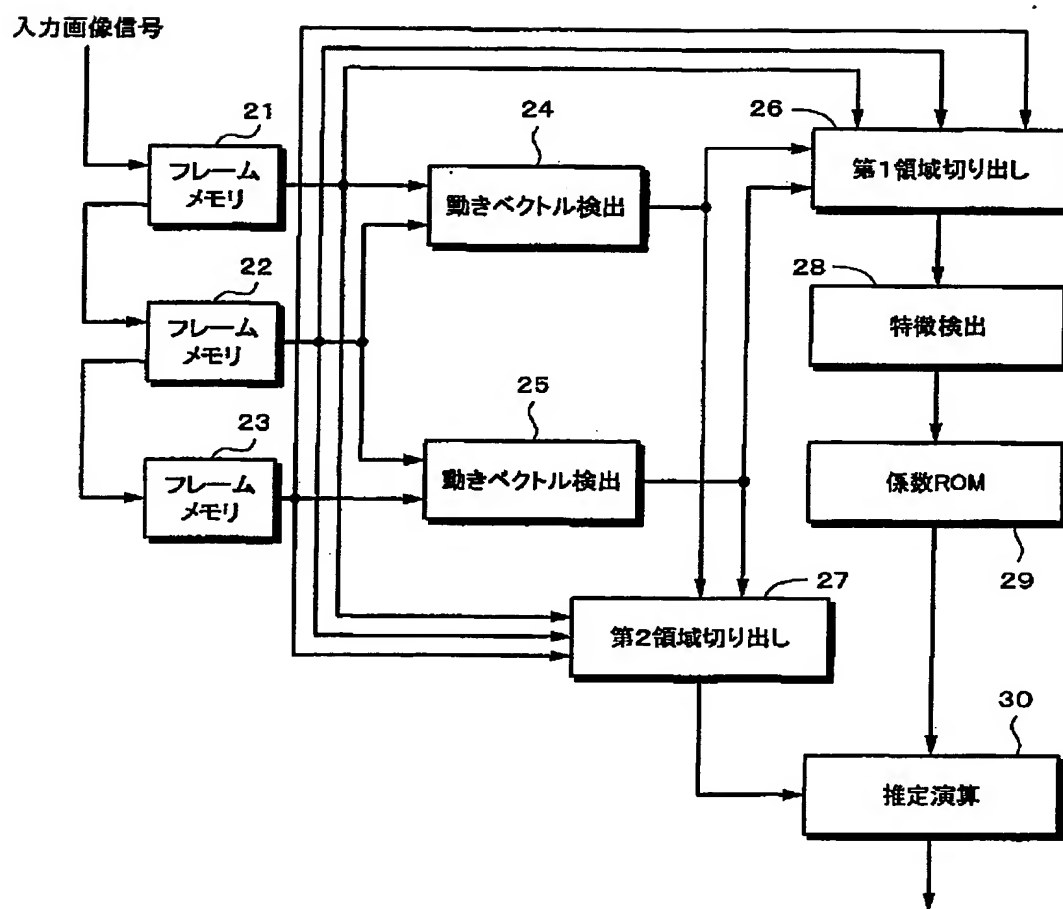 入力画像信号
21
フレーム
メモリ
22
フレーム
メモリ
23
フレーム
メモリ
24
動きベクトル検出
25
動きベクトル検出
26
第1領域切り出し
28
特徴検出
係数ROM
29
27
第2領域切り出し
30
推定演算